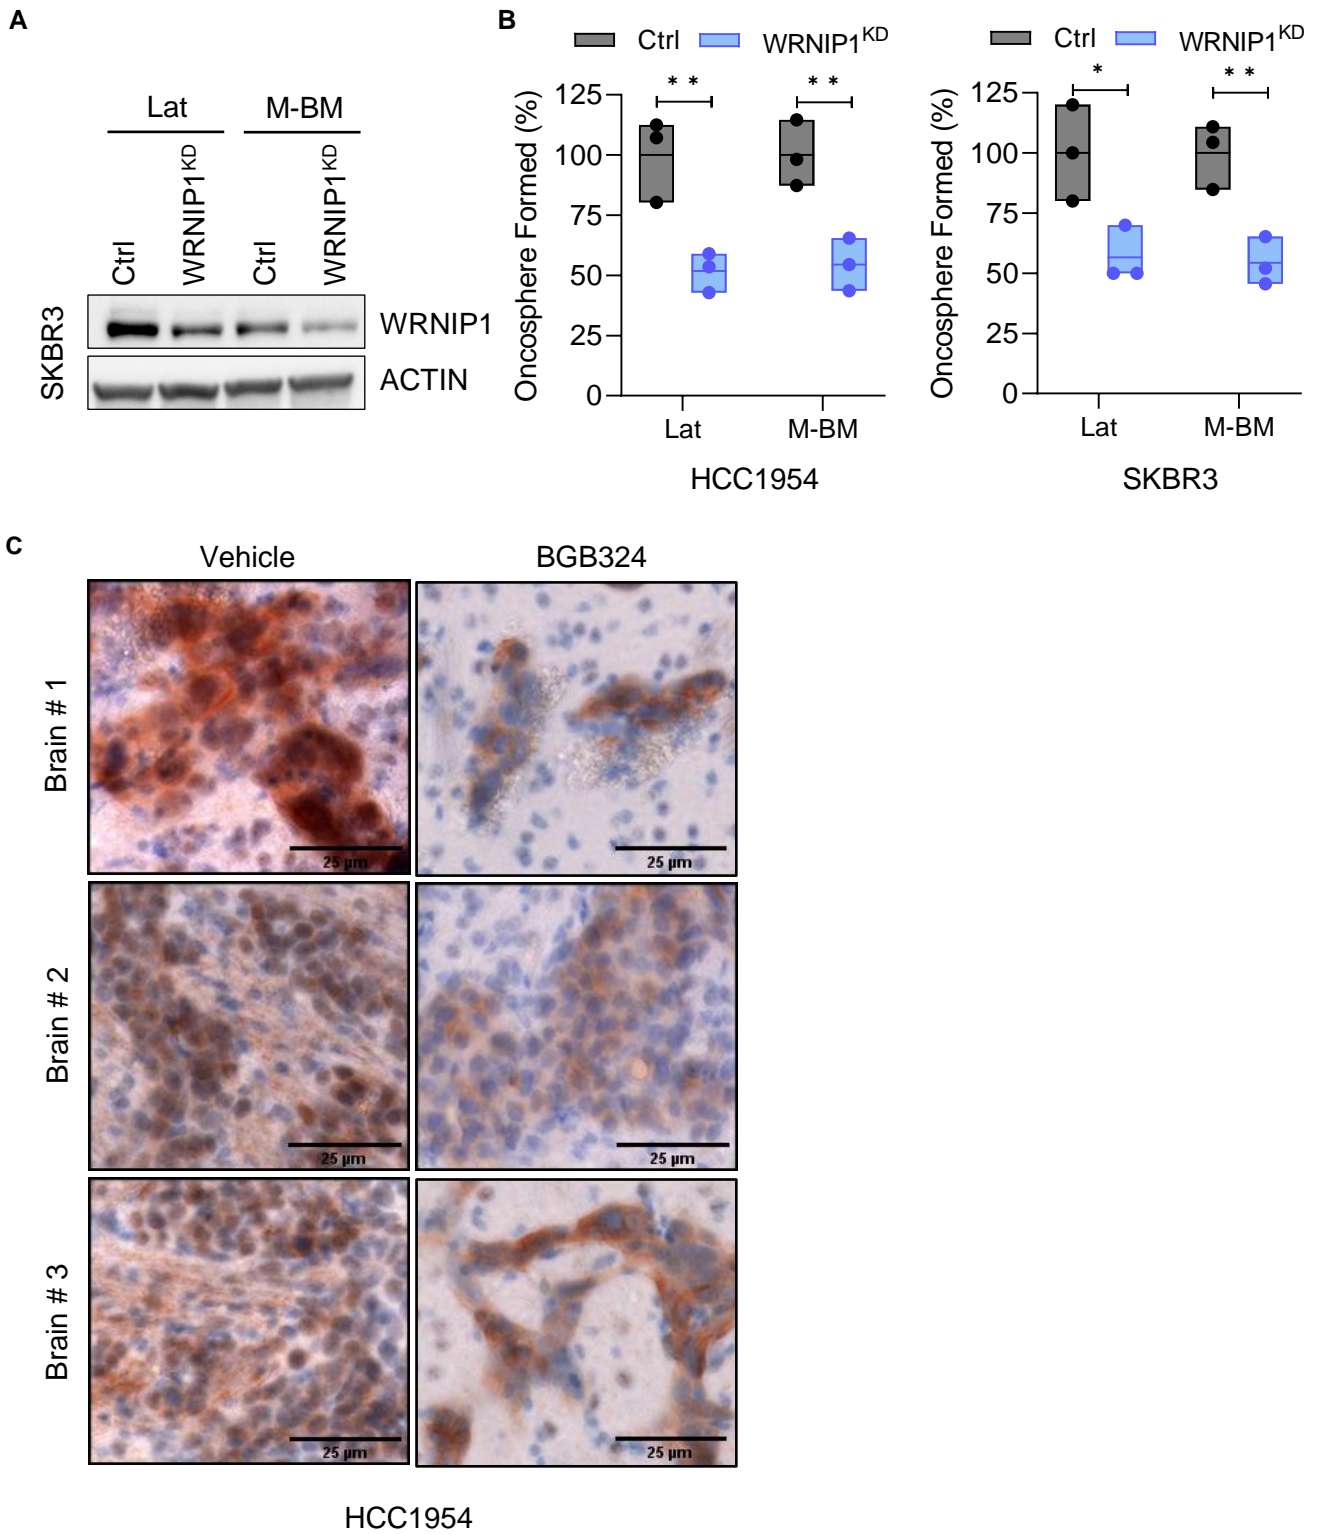 A
Lat M-BM
Ctrl WRNIP1KD Ctrl WRNIP1KD
SKBR3
WRNIP1
ACTIN
B
Ctrl WRNIP1KD
* * * *
Oncosphere Formed (%)
125
100
75
50
25
0
Lat M-BM
HCC1954
Ctrl WRNIP1KD
* * *
Oncosphere Formed (%)
125
100
75
50
25
0
Lat M-BM
SKBR3
C
Vehicle BGB324
Brain # 1
25 µm 25 µm
Brain # 2
25 µm 25 µm
Brain # 3
25 µm 25 µm
HCC1954